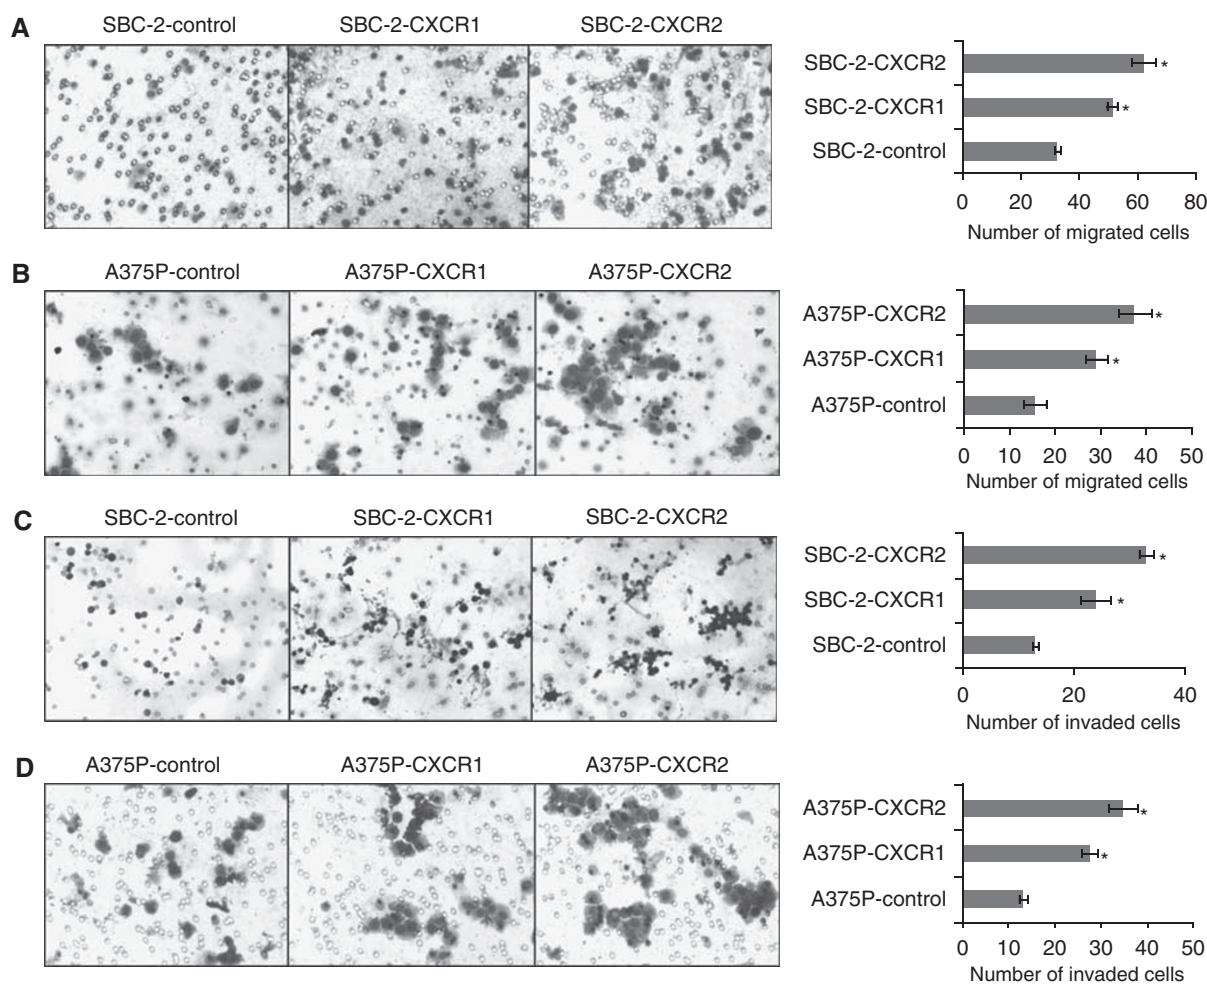 A
SBC-2-control
SBC-2-CXCR1
SBC-2-CXCR2
SBC-2-CXCR2
*
SBC-2-CXCR1
*
SBC-2-control
0 20 40 60 80
Number of migrated cells
B
A375P-control
A375P-CXCR1
A375P-CXCR2
A375P-CXCR2
*
A375P-CXCR1
*
A375P-control
0 10 20 30 40 50
Number of migrated cells
C
SBC-2-control
SBC-2-CXCR1
SBC-2-CXCR2
SBC-2-CXCR2
*
SBC-2-CXCR1
*
SBC-2-control
0 20 40
Number of invaded cells
D
A375P-control
A375P-CXCR1
A375P-CXCR2
A375P-CXCR2
*
A375P-CXCR1
*
A375P-control
0 10 20 30 40 50
Number of invaded cells